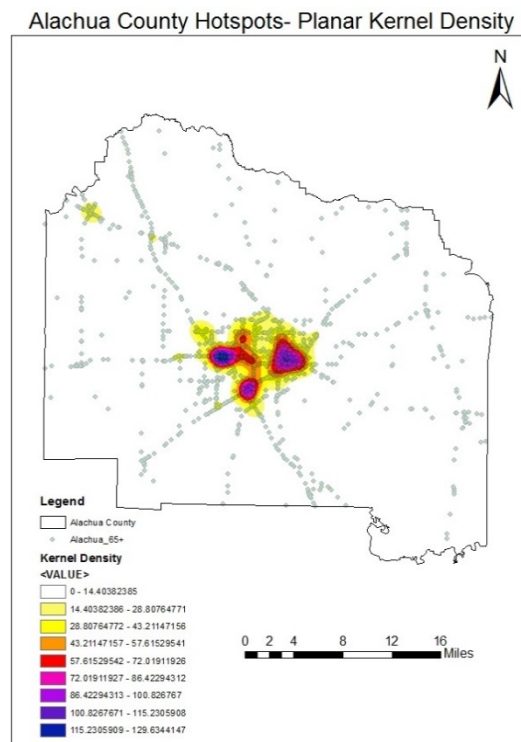 Alachua County Hotspots- Planar Kernel Density
N
Legend
Alachua County
Alachua_65+
Kernel Density
<VALUE>
0 - 14.40382385
14.40382386 - 28.80764771
28.80764772 - 43.21147156
43.21147157 - 57.61529541
57.61529542 - 72.01911926
72.01911927 - 86.42294312
86.42294313 - 100.826767
100.8267671 - 115.2305908
115.2305909 - 129.6344147
0 2 4 8 12 16
Miles